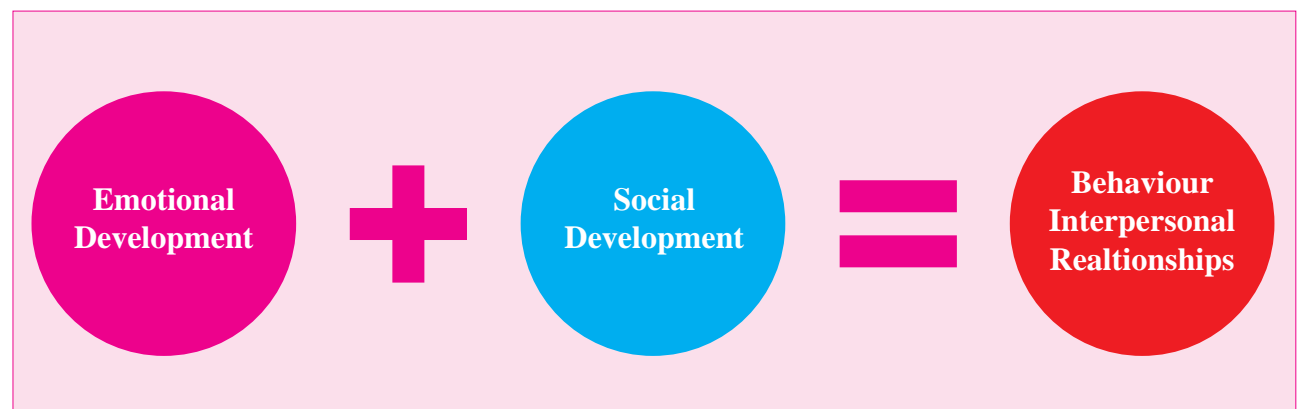 Emotional
Development
Social
Development
Behaviour
Interpersonal
Realtionships